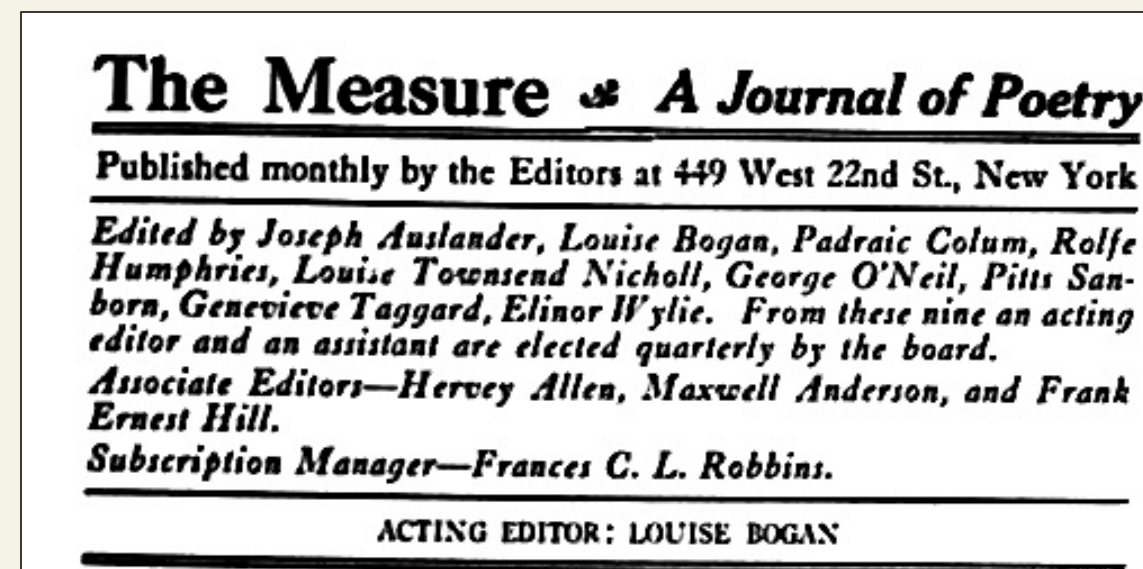 The Measure ❧ A Journal of Poetry
Published monthly by the Editors at 449 West 22nd St., New York
Edited by Joseph Auslander, Louise Bogan, Padraic Colum, Rolfe
Humphries, Louise Townsend Nicholl, George O'Neil, Pitts San-
born, Genevieve Taggard, Elinor Wylie. From these nine an acting
editor and an assistant are elected quarterly by the board.
Associate Editors—Hervey Allen, Maxwell Anderson, and Frank
Ernest Hill.
Subscription Manager—Frances C. L. Robbins.
ACTING EDITOR: LOUISE BOGAN